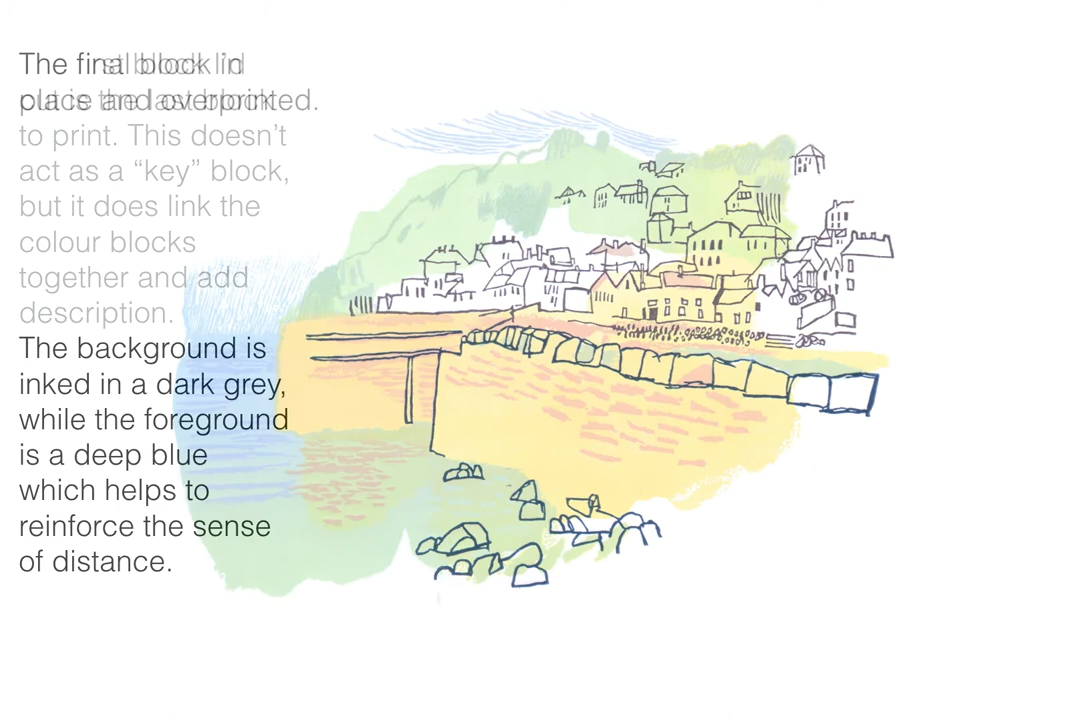 The final block in
place and overprinted.
to print. This doesn’t
act as a “key” block,
but it does link the
colour blocks
together and add
description.
The background is
inked in a dark grey,
while the foreground
is a deep blue
which helps to
reinforce the sense
of distance.